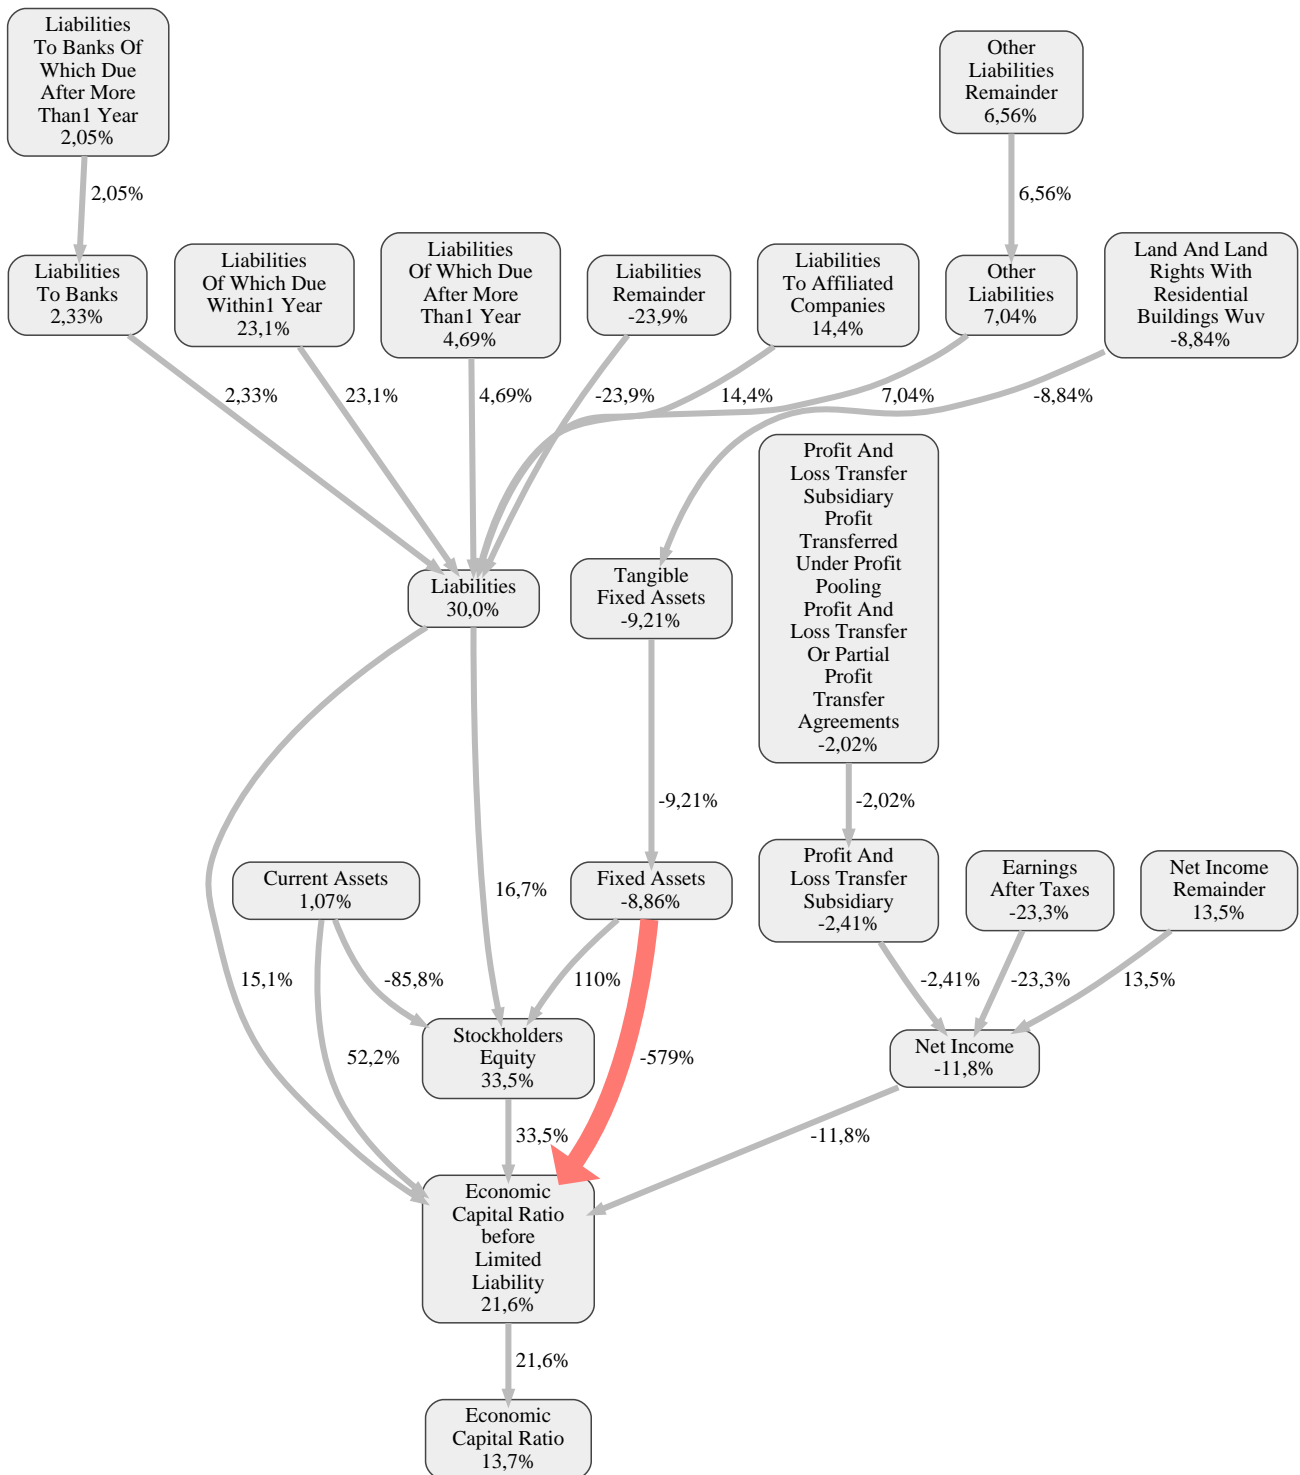 Liabilities
To Banks Of
Which Due
After More
Than1 Year
2,05%
Other
Liabilities
Remainder
6,56%
2,05%
6,56%
Liabilities
To Banks
2,33%
Liabilities
Of Which Due
Within1 Year
23,1%
Liabilities
Of Which Due
After More
Than1 Year
4,69%
Liabilities
Remainder
-23,9%
Liabilities
To Affiliated
Companies
14,4%
Other
Liabilities
7,04%
Land And Land
Rights With
Residential
Buildings Wuv
-8,84%
2,33%
23,1%
4,69%
-23,9%
14,4%
7,04%
-8,84%
Profit And
Loss Transfer
Subsidiary
Profit
Transferred
Under Profit
Pooling
Profit And
Loss Transfer
Or Partial
Profit
Transfer
Agreements
-2,02%
Liabilities
30,0%
Tangible
Fixed Assets
-9,21%
-9,21%
-2,02%
Current Assets
1,07%
16,7%
Fixed Assets
-8,86%
Profit And
Loss Transfer
Subsidiary
-2,41%
Earnings
After Taxes
-23,3%
Net Income
Remainder
13,5%
15,1%
-85,8%
110%
-2,41%
-23,3%
13,5%
52,2%
Stockholders
Equity
33,5%
-579%
Net Income
-11,8%
33,5%
-11,8%
Economic
Capital Ratio
before
Limited
Liability
21,6%
21,6%
Economic
Capital Ratio
13,7%